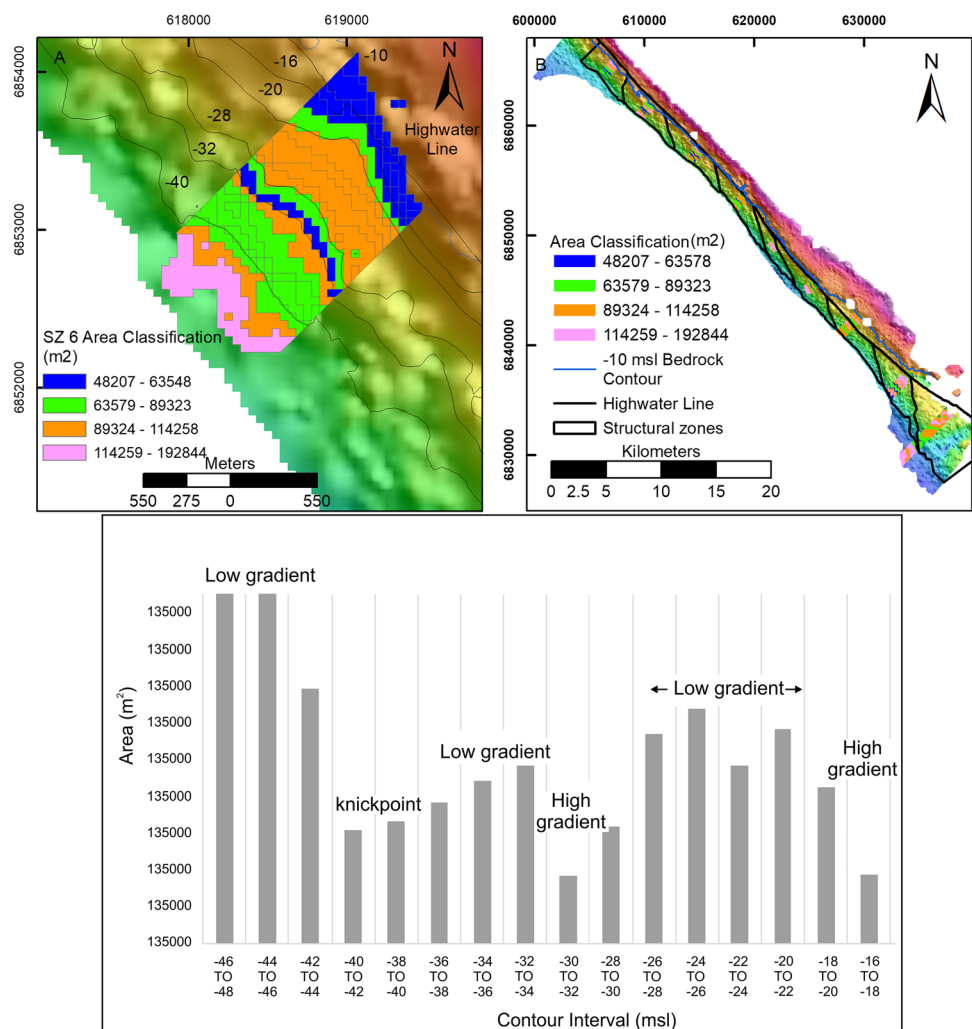 618000
619000
6854000
6853000
6852000
A
-10
-16
-20
-28
-32
-40
N
Highwater
Line
SZ 6 Area Classification
(m2)
48207 - 63548
63579 - 89323
89324 - 114258
114259 - 192844
Meters
550 275 0 550
600000
610000
620000
630000
6860000
6850000
6840000
6830000
B
N
Area Classification(m2)
48207 - 63578
63579 - 89323
89324 - 114258
114259 - 192844
-10 msl Bedrock
Contour
Highwater Line
Structural zones
Kilometers
0 2.5 5 10 15 20
Low gradient
knickpoint
Low gradient
High
gradient
Low gradient
High
gradient
Area (m²)
135000
135000
135000
135000
135000
135000
135000
135000
135000
135000
-46 -44 -42 -40 -38 -36 -34 -32 -30 -28 -26 -24 -22 -20 -18 -16
TO TO TO TO TO TO TO TO TO TO TO TO TO TO TO TO
-48 -46 -44 -42 -40 -38 -36 -34 -32 -30 -28 -26 -24 -22 -20 -18
Contour Interval (msl)